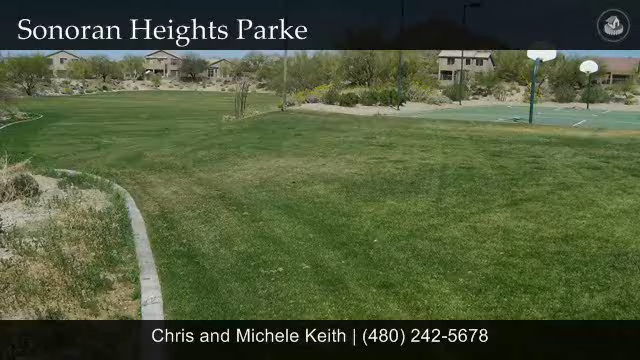 Sonoran Heights Parke
Chris and Michele Keith | (480) 242-5678